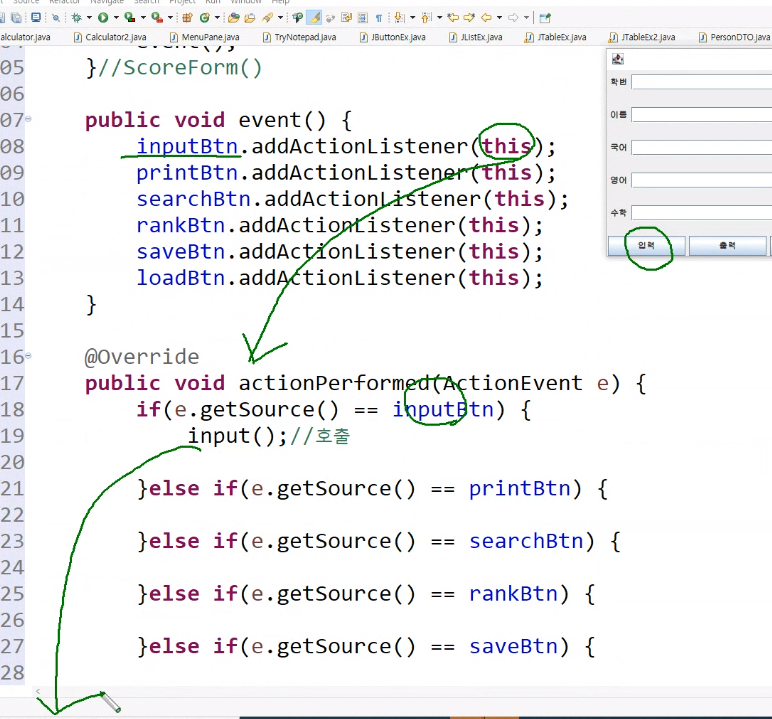 Source Refactor Navigate Search Project Run Window Help
alculator.java Calculator2.java MenuPane.java TryNotepad.java JButtonEx.java JListEx.java JTableEx.java JTableEx2.java PersonDTO.java
04 event();
05 }//ScoreForm()
06
07 public void event() {
08 inputBtn.addActionListener(this);
09 printBtn.addActionListener(this);
10 searchBtn.addActionListener(this);
11 rankBtn.addActionListener(this);
12 saveBtn.addActionListener(this);
13 loadBtn.addActionListener(this);
14 }
15
16 @Override
17 public void actionPerformed(ActionEvent e) {
18 if(e.getSource() == inputBtn) {
19 input();//호출
20
21 }else if(e.getSource() == printBtn) {
22
23 }else if(e.getSource() == searchBtn) {
24
25 }else if(e.getSource() == rankBtn) {
26
27 }else if(e.getSource() == saveBtn) {
28
학번
이름
국어
영어
수학
입력 출력